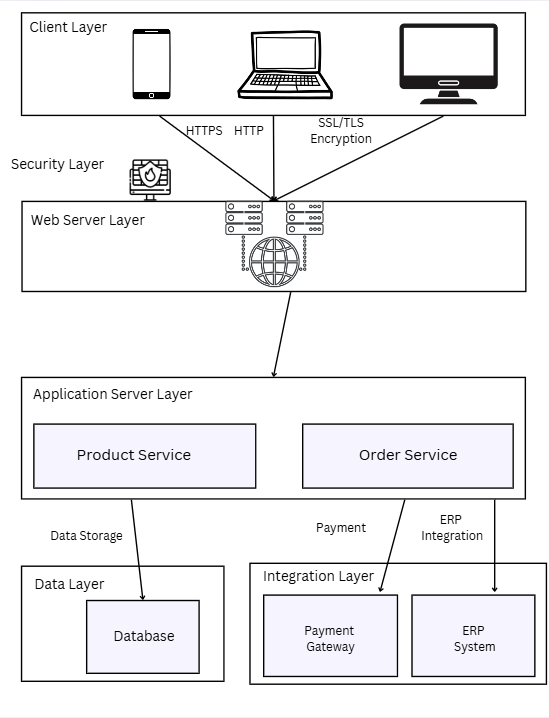 Client Layer
HTTPS
HTTP
SSL/TLS
Encryption
Security Layer
Web Server Layer
Application Server Layer
Product Service
Order Service
Data Storage
Payment
ERP
Integration
Data Layer
Database
Integration Layer
Payment
Gateway
ERP
System